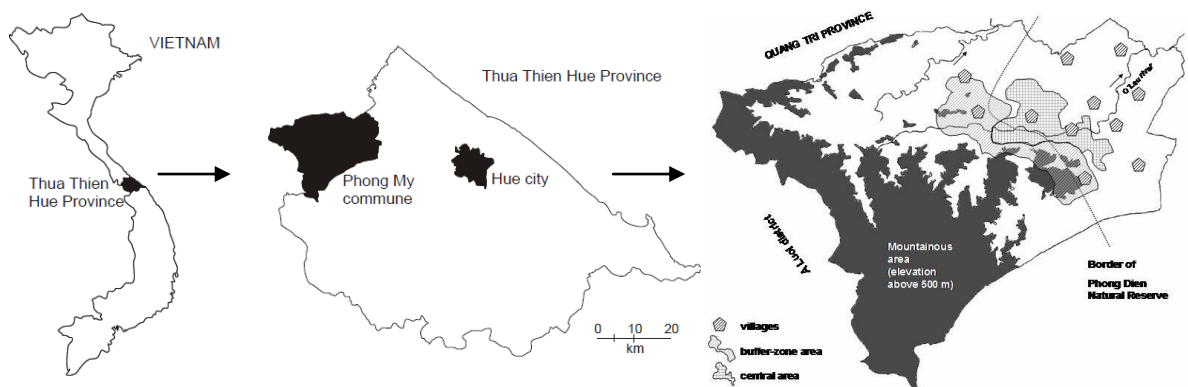 VIETNAM
Thua Thien
Hue Province
Thua Thien Hue Province
Phong My
commune
Hue city
0 10 20
km
QUANG TRI PROVINCE
O Lau river
A Luoi district
Mountainous
area
(elevation
above 500 m)
Border of
Phong Dien
Natural Reserve
villages
buffer-zone area
central area